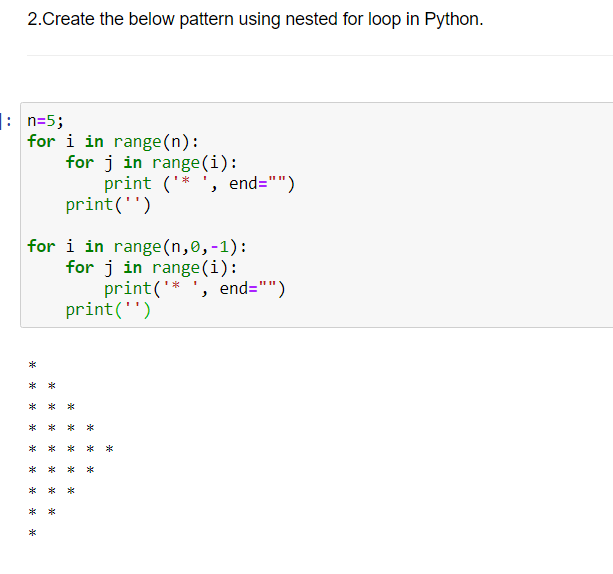 2.Create the below pattern using nested for loop in Python.
]: n=5;
for i in range(n):
    for j in range(i):
        print ('* ', end="")
    print('')

for i in range(n,0,-1):
    for j in range(i):
        print('* ', end="")
    print('')

*
* *
* * *
* * * *
* * * * *
* * * *
* * *
* *
*